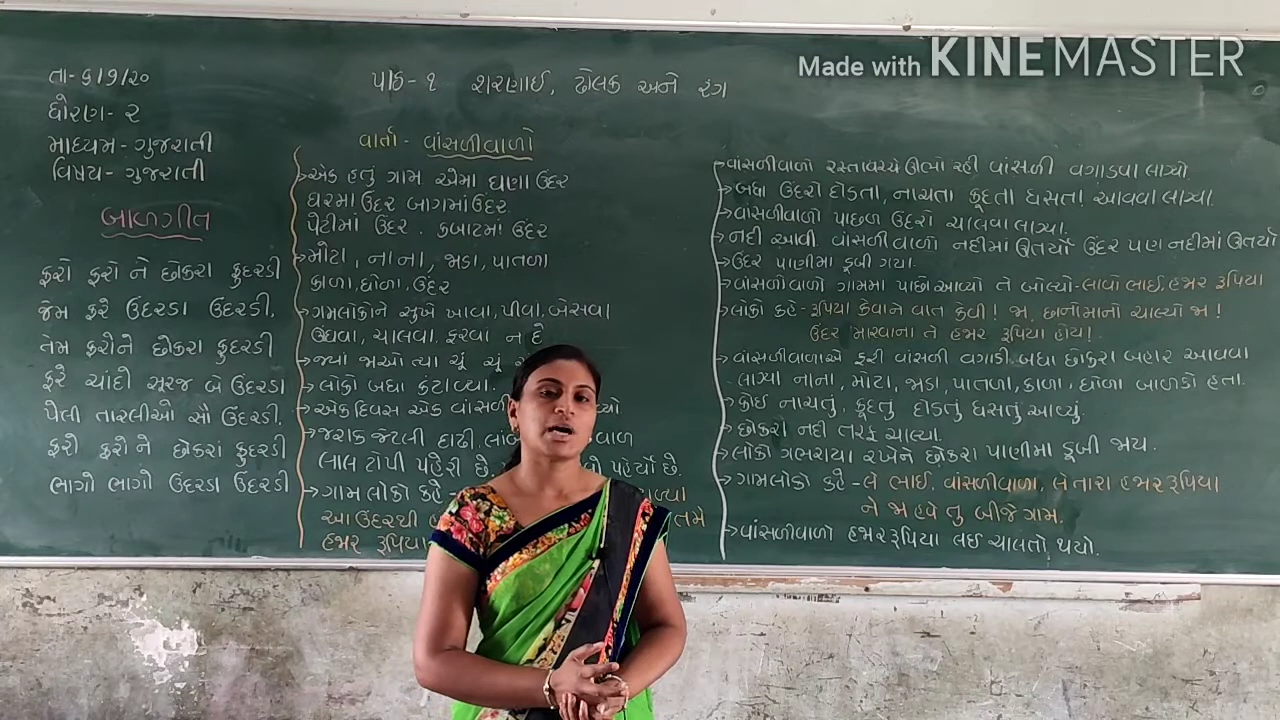 Made with KINEMASTER
તા- ૬/૭/૨૦
ધોરણ- ૨
માધ્યમ- ગુજરાતી
વિષય- ગુજરાતી
પાઠ- ૧ શરણાઈ, ઢોલક અને રંગ
બાળગીત
ફરો ફરો ને છોકરા ફુદરડી
જેમ ફરે ઉંદરડા ઉંદરડી.
તેમ ફરોને છોકરા ફુદરડી
ફરે ચાંદો સૂરજ બે ઉંદરડા
પેલી તારલીઓ સૌ ઉંદરડી.
ફરો ફરોને છોકરાં ફુદરડી
ભાગો ભાગો ઉંદરડા ઉંદરડી
વાર્તા - વાંસળીવાળો
→એક હતું ગામ એમા ઘણા ઉંદર
ઘરમા ઉંદર બાગમાં ઉંદર
પેટીમાં ઉંદર. કબાટમાં ઉંદર
→મોટા, નાના, જાડા, પાતળા
કાળા, ધોળા, ઉંદર
→ગામલોકોને સુખે ખાવા, પીવા, બેસવા
ઉંઘવા, ચાલવા, ફરવા ન દે
→જ્યાં જાઓ ત્યા ચૂં ચૂં
→લોકો બધા કંટાળ્યા.
→એક દિવસ એક વાંસળી
→જરાક જેટલી દાઢી. વાળ
લાલ ટોપી પહેરી છે. પહેર્યો છે.
→ગામ લોકો કહે-
આ ઉંદરથી તમે
હજાર રૂપિયા
→વાંસળીવાળો રસ્તાવચ્ચે ઊભો રહી વાંસળી વગાડવા લાગ્યો
→બધા ઉંદરો દોડતા, નાચતા કૂદતા ધસતા આવવા લાગ્યા.
→વાંસળીવાળો પાછળ ઉંદરો ચાલવા લાગ્યા.
→નદી આવી. વાંસળીવાળો નદીમાં ઊતર્યો ઉંદર પણ નદીમાં ઊતર્યા
→ઉંદર પાણીમાં ડૂબી ગયા.
→વાંસળીવાળો ગામમા પાછો આવ્યો તે બોલ્યો- લાવો ભાઈ, હજાર રૂપિયા
→લોકો કહે- રૂપિયા કેવાને વાત કેવી! જા, છાનોમાનો ચાલ્યો જા!
ઉંદર મારવાના તે હજાર રૂપિયા હોય!
→વાંસળીવાળાએ ફરી વાંસળી વગાડી. બધા છોકરા બહાર આવવા
લાગ્યા નાના, મોટા, જાડા, પાતળા, કાળા, ધોળા બાળકો હતા.
→કોઈ નાચતું, કૂદતું દોડતું ધસતું આવ્યું.
→છોકરા નદી તરફ ચાલ્યા.
→લોકો ગભરાયા રખેને છોકરા પાણીમા ડૂબી જાય.
→ગામલોકો કહે - લે ભાઈ, વાંસળીવાળા, લે તારા હજાર રૂપિયા
ને જા હવે તુ બીજે ગામ.
→વાંસળીવાળો હજાર રૂપિયા લઈ ચાલતો થયો.